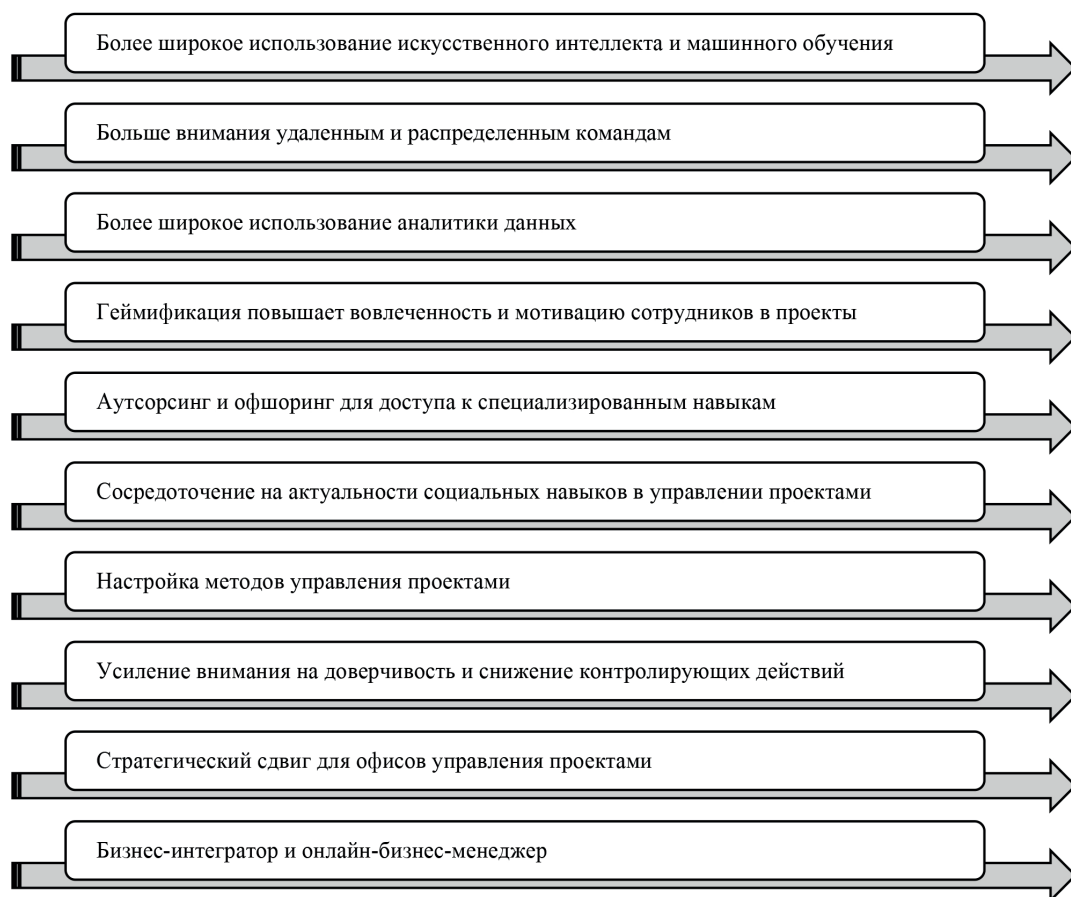 Более широкое использование искусственного интеллекта и машинного обучения
Больше внимания удаленным и распределенным командам
Более широкое использование аналитики данных
Геймификация повышает вовлеченность и мотивацию сотрудников в проекты
Аутсорсинг и офшоринг для доступа к специализированным навыкам
Сосредоточение на актуальности социальных навыков в управлении проектами
Настройка методов управления проектами
Усиление внимания на доверчивость и снижение контролирующих действий
Стратегический сдвиг для офисов управления проектами
Бизнес-интегратор и онлайн-бизнес-менеджер